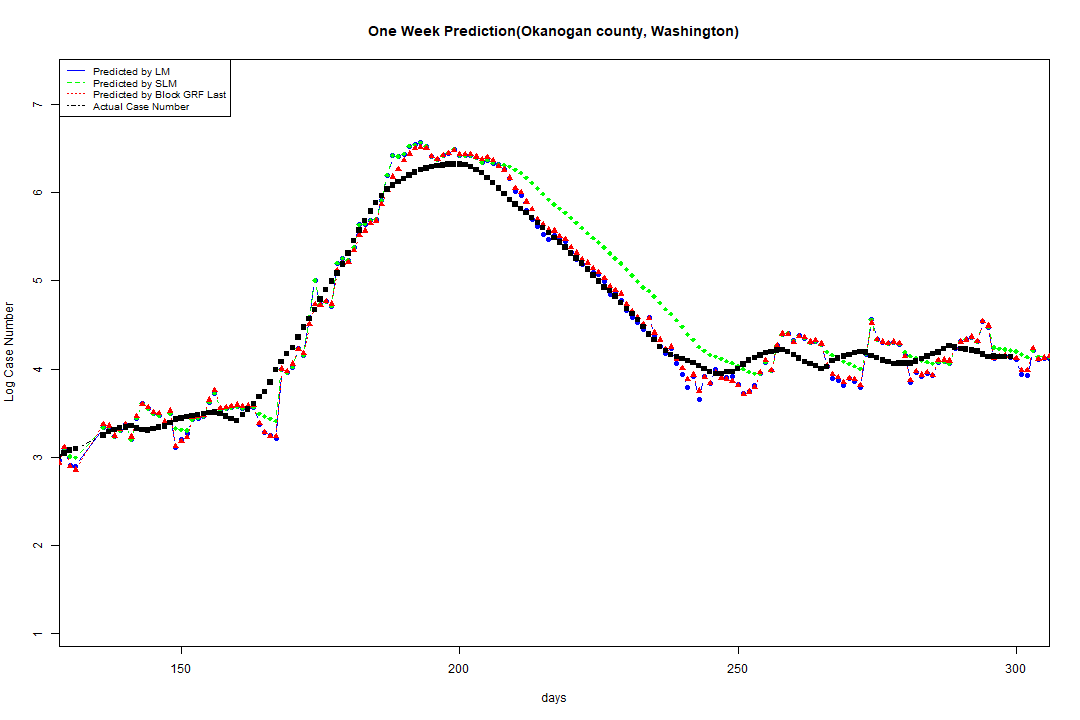 One Week Prediction(Okanogan county, Washington)
Predicted by LM
Predicted by SLM
Predicted by Block GRF Last
Actual Case Number
7
6
5
4
3
2
1
Log Case Number
150 200 250 300
days